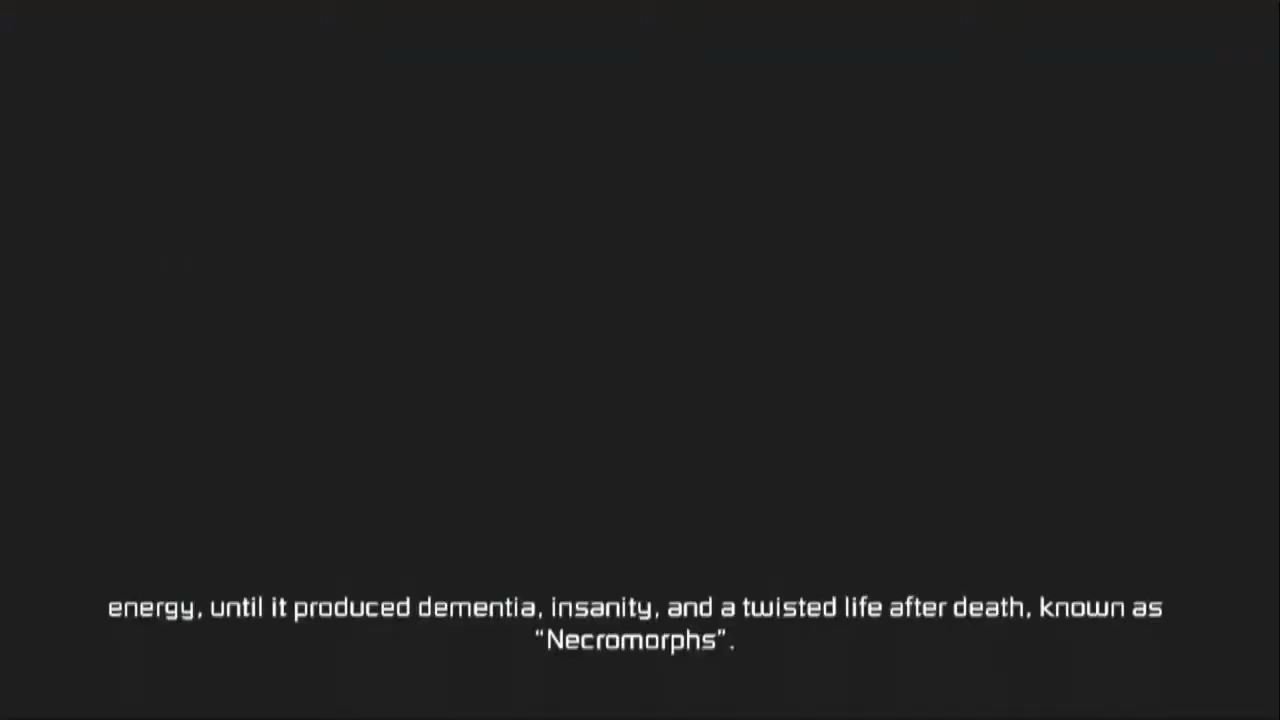 energy, until it produced dementia, insanity, and a twisted life after death, known as
“Necromorphs”.